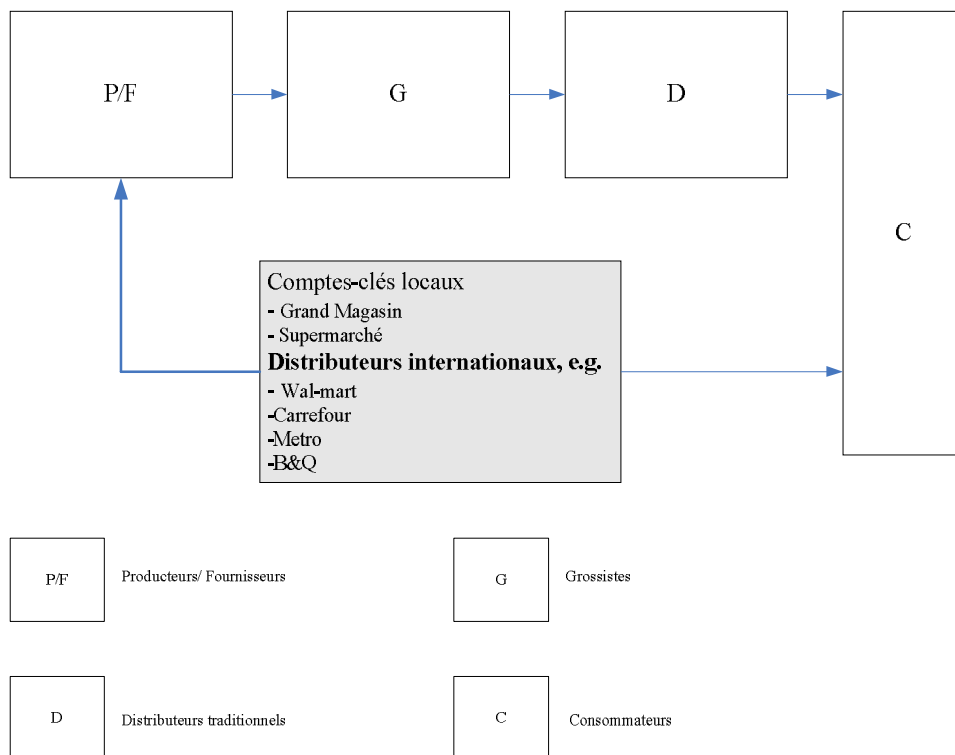 P/F
G
D
C
Comptes-clés locaux
- Grand Magasin
- Supermarché
Distributeurs internationaux, e.g.
- Wal-mart
-Carrefour
-Metro
-B&Q
P/F
Producteurs/ Fournisseurs
G
Grossistes
D
Distributeurs traditionnels
C
Consommateurs